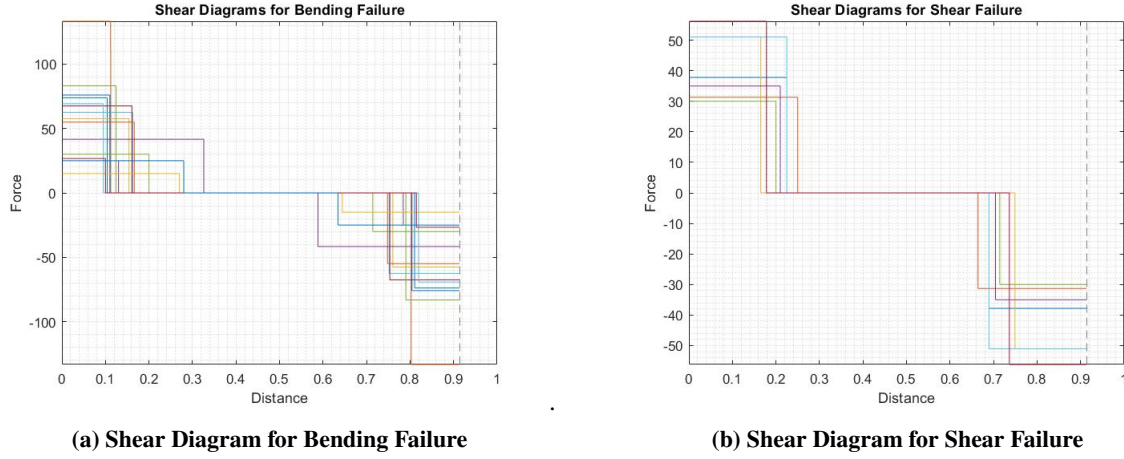 Shear Diagrams for Bending Failure
100
50
0
-50
-100
Force
0 0.1 0.2 0.3 0.4 0.5 0.6 0.7 0.8 0.9 1
Distance
(a) Shear Diagram for Bending Failure
.
Shear Diagrams for Shear Failure
50
40
30
20
10
0
-10
-20
-30
-40
-50
Force
0 0.1 0.2 0.3 0.4 0.5 0.6 0.7 0.8 0.9 1
Distance
(b) Shear Diagram for Shear Failure